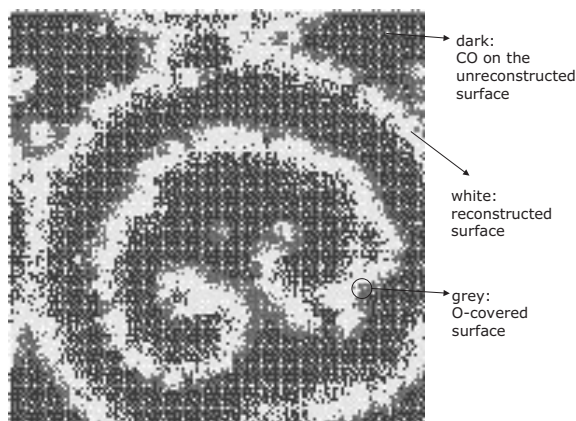 dark:
CO on the
unreconstructed
surface
white:
reconstructed
surface
grey:
O-covered
surface